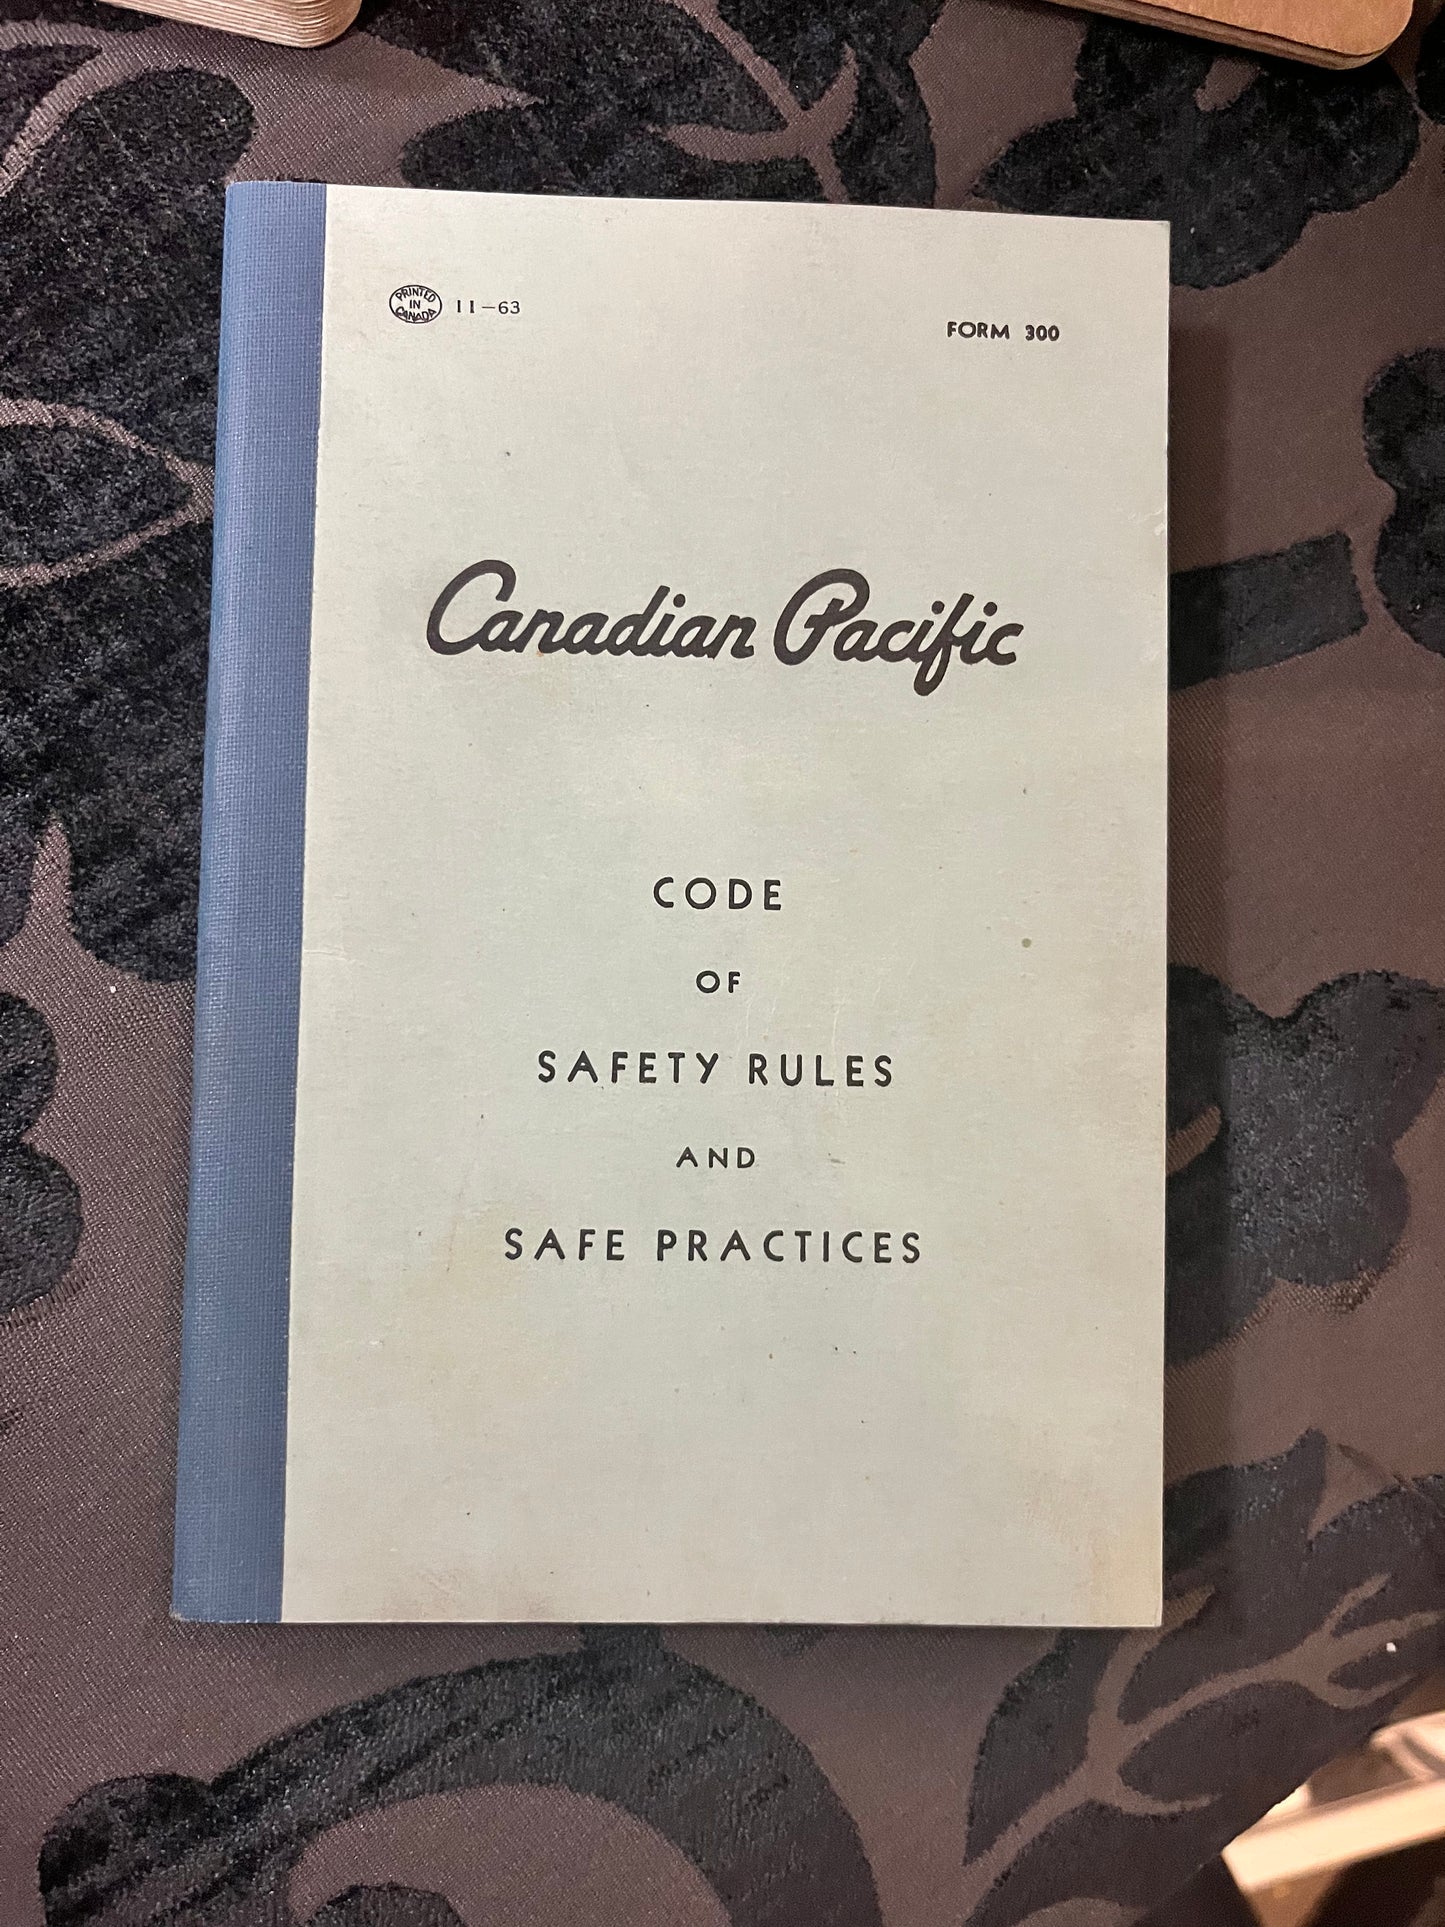 PRINTED
IN
CANADA
11-63
FORM 300
Canadian Pacific
CODE
OF
SAFETY RULES
AND
SAFE PRACTICES